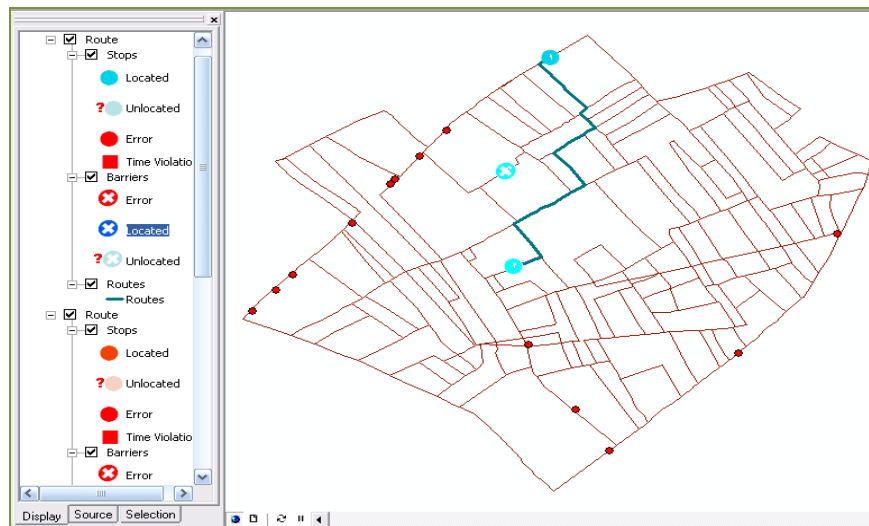 Route
Stops
Located
? Unlocated
Error
Time Violatio
Barriers
Error
Located
? Unlocated
Routes
Routes
Route
Stops
Located
? Unlocated
Error
Time Violatio
Barriers
Error
Display Source Selection